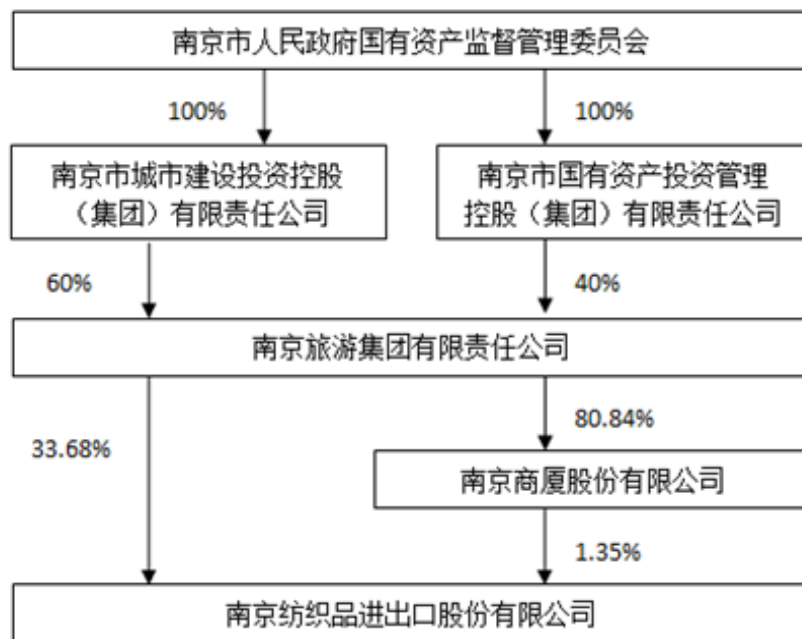 南京市人民政府国有资产监督管理委员会
100%
100%
南京市城市建设投资控股
（集团）有限责任公司
南京市国有资产投资管理
控股（集团）有限责任公司
60%
40%
南京旅游集团有限责任公司
80.84%
33.68%
南京商厦股份有限公司
1.35%
南京纺织品进出口股份有限公司